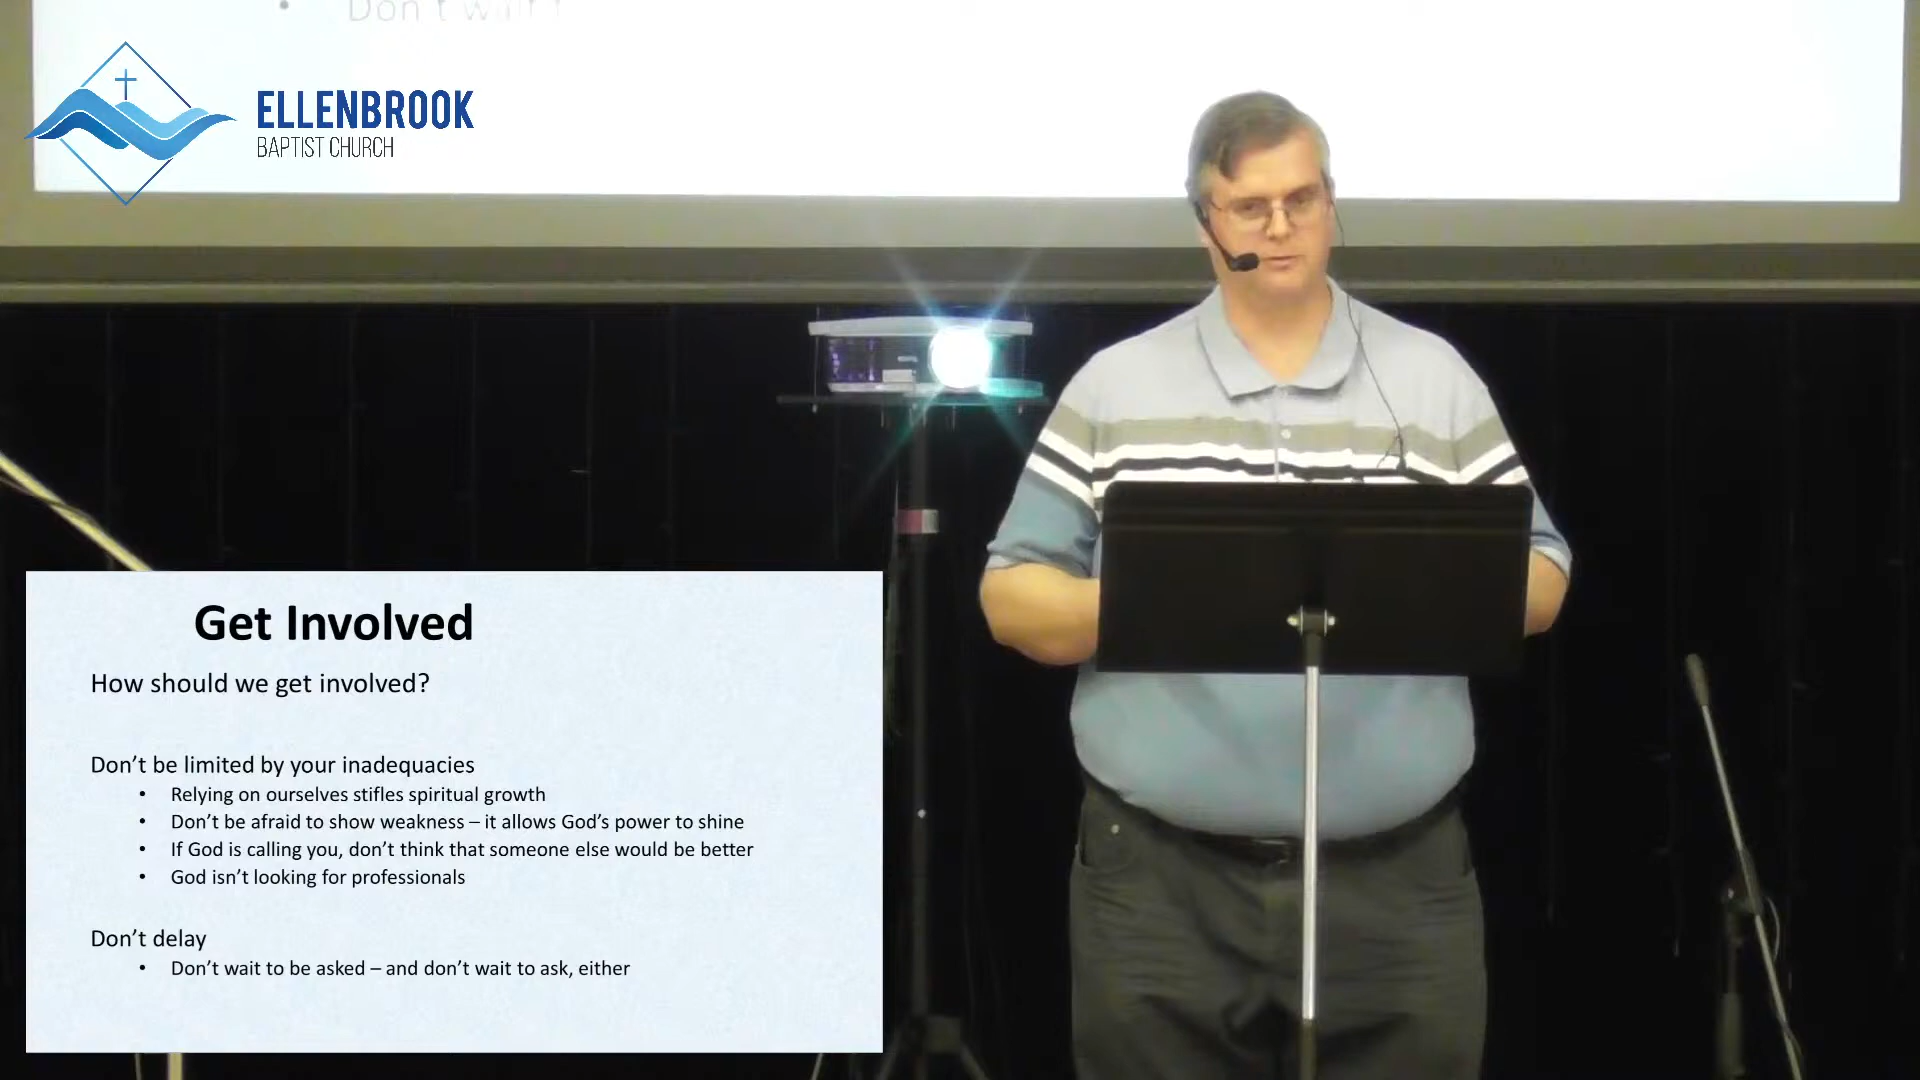 Don't wait t
ELLENBROOK
BAPTIST CHURCH
Get Involved
How should we get involved?
Don't be limited by your inadequacies
• Relying on ourselves stifles spiritual growth
• Don't be afraid to show weakness – it allows God's power to shine
• If God is calling you, don't think that someone else would be better
• God isn't looking for professionals
Don't delay
• Don't wait to be asked – and don't wait to ask, either